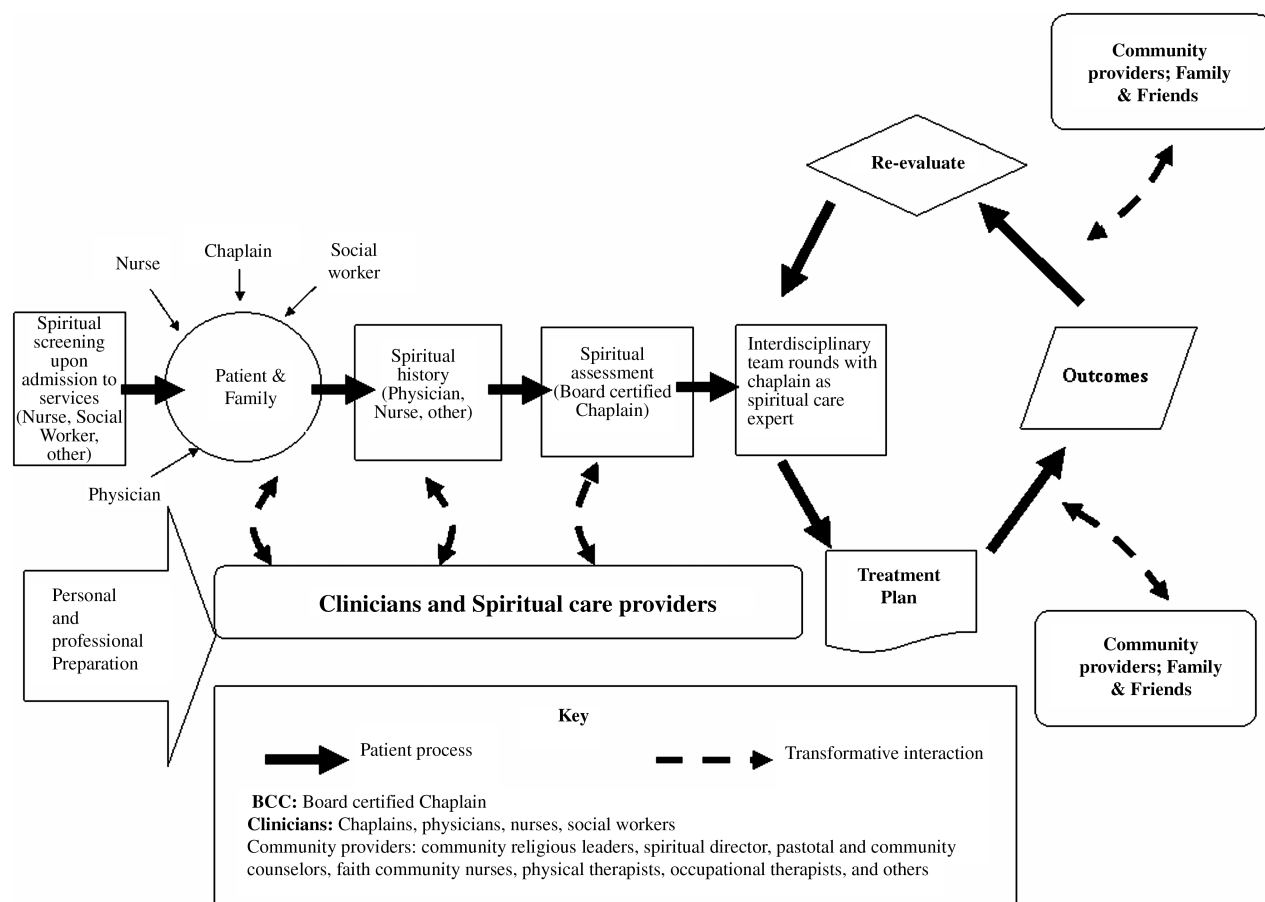 Community
providers; Family
& Friends
Re-evaluate
Nurse
Chaplain
Social
worker
Spiritual
screening
upon
admission to
services
(Nurse, Social
Worker,
other)
Patient &
Family
Physician
Spiritual
history
(Physician,
Nurse, other)
Spiritual
assessment
(Board certified
Chaplain)
Interdisciplinary
team rounds with
chaplain as
spiritual care
expert
Outcomes
Personal
and
professional
Preparation
Clinicians and Spiritual care providers
Treatment
Plan
Community
providers; Family
& Friends
Key
Patient process
Transformative interaction
BCC: Board certified Chaplain
Clinicians: Chaplains, physicians, nurses, social workers
Community providers: community religious leaders, spiritual director, pastotal and community
counselors, faith community nurses, physical therapists, occupational therapists, and others